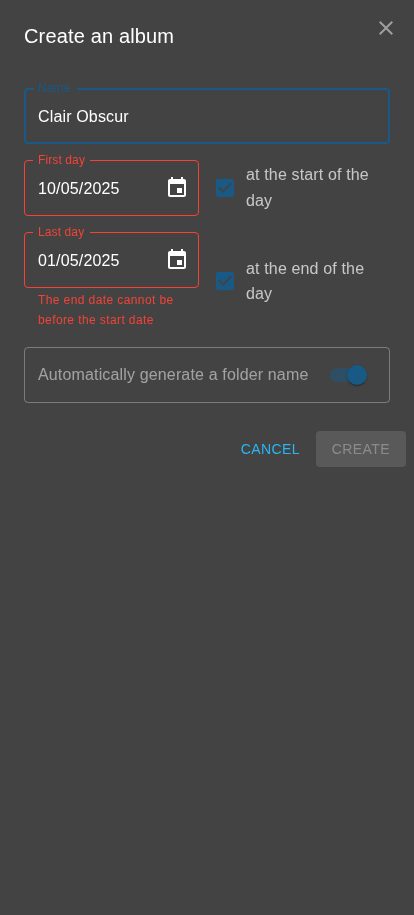 Create an album
Name
Clair Obscur
First day
10/05/2025
at the start of the
day
Last day
01/05/2025
at the end of the
day
The end date cannot be
before the start date
Automatically generate a folder name
CANCEL
CREATE